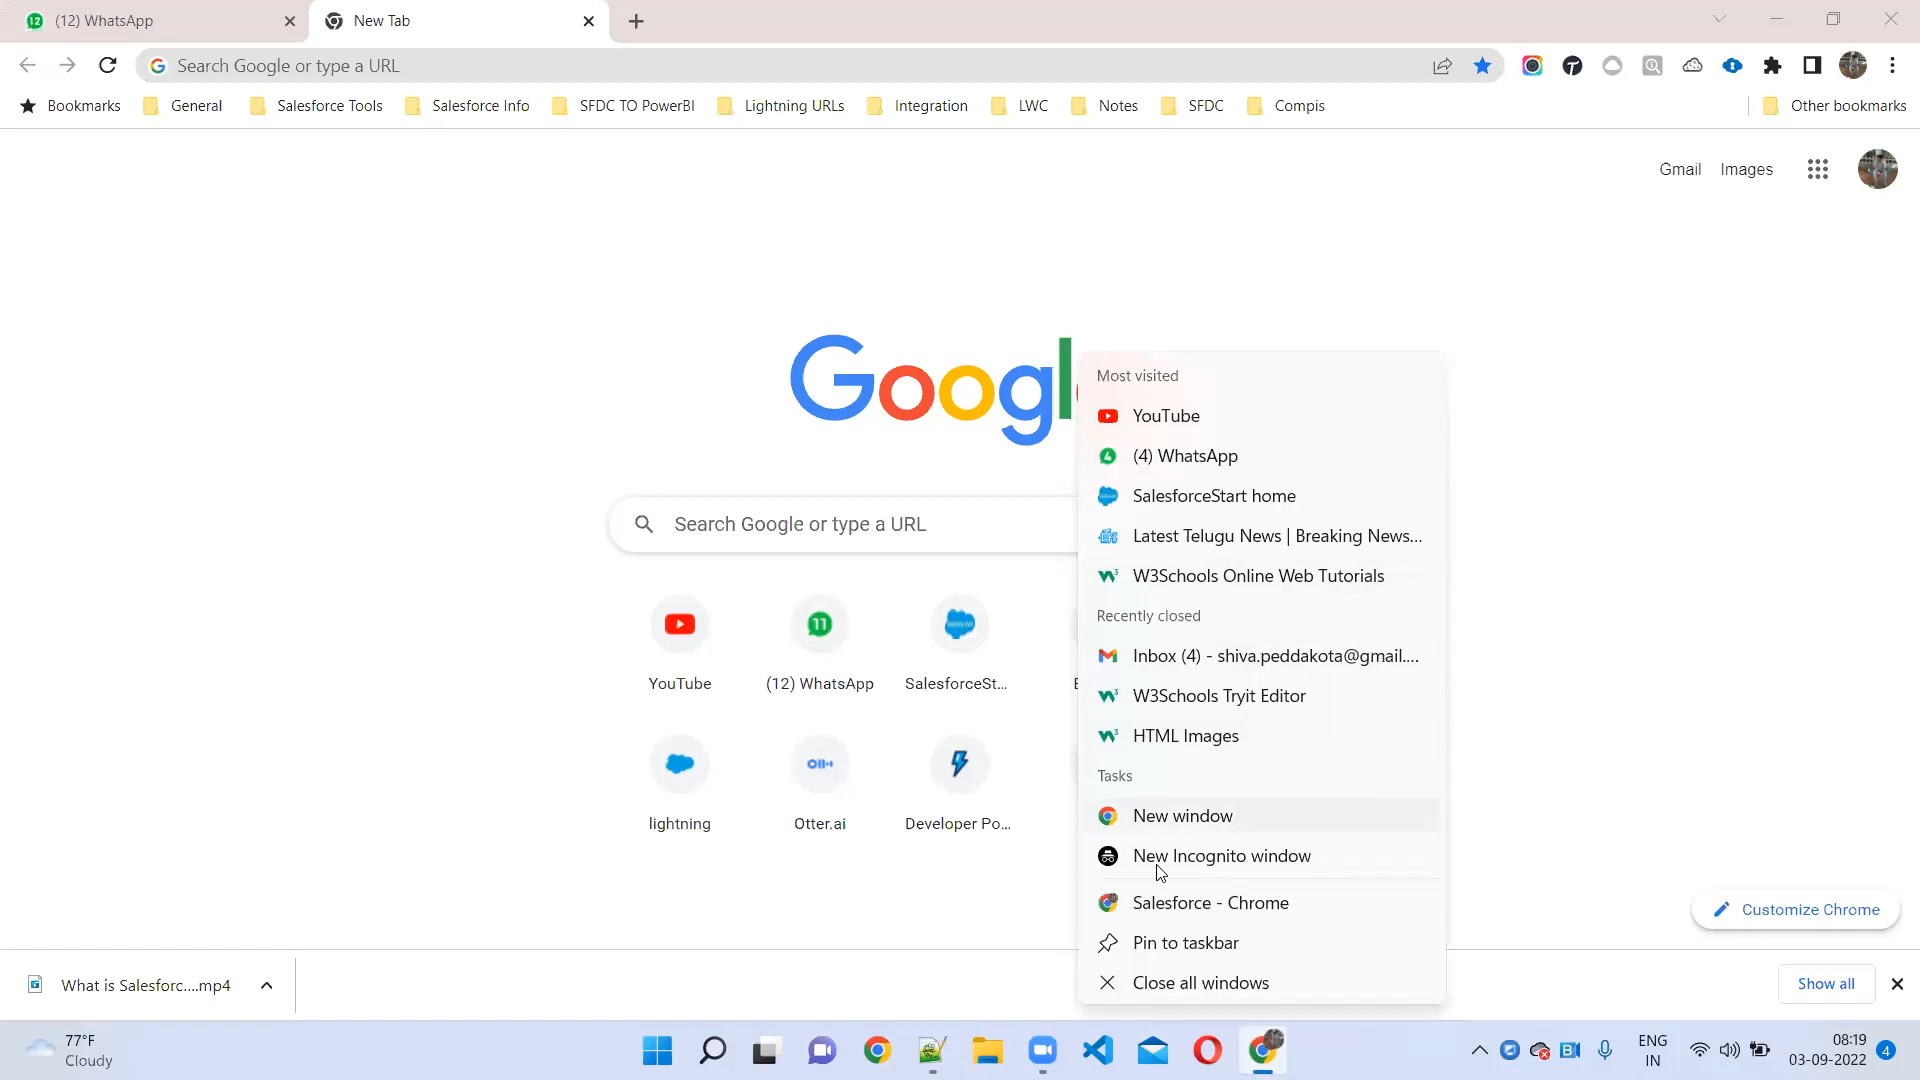 (12) WhatsApp
New Tab
Search Google or type a URL
Bookmarks
General
Salesforce Tools
Salesforce Info
SFDC TO PowerBI
Lightning URLs
Integration
LWC
Notes
SFDC
Compis
Other bookmarks
Gmail
Images
Google
Search Google or type a URL
YouTube
(12) WhatsApp
SalesforceSt...
lightning
Otter.ai
Developer Po...
Most visited
YouTube
(4) WhatsApp
SalesforceStart home
Latest Telugu News | Breaking News...
W3Schools Online Web Tutorials
Recently closed
Inbox (4) - shiva.peddakota@gmail....
W3Schools Tryit Editor
HTML Images
Tasks
New window
New Incognito window
Salesforce - Chrome
Pin to taskbar
Close all windows
Customize Chrome
What is Salesforc....mp4
Show all
77°F
Cloudy
ENG
IN
08:19
03-09-2022
4